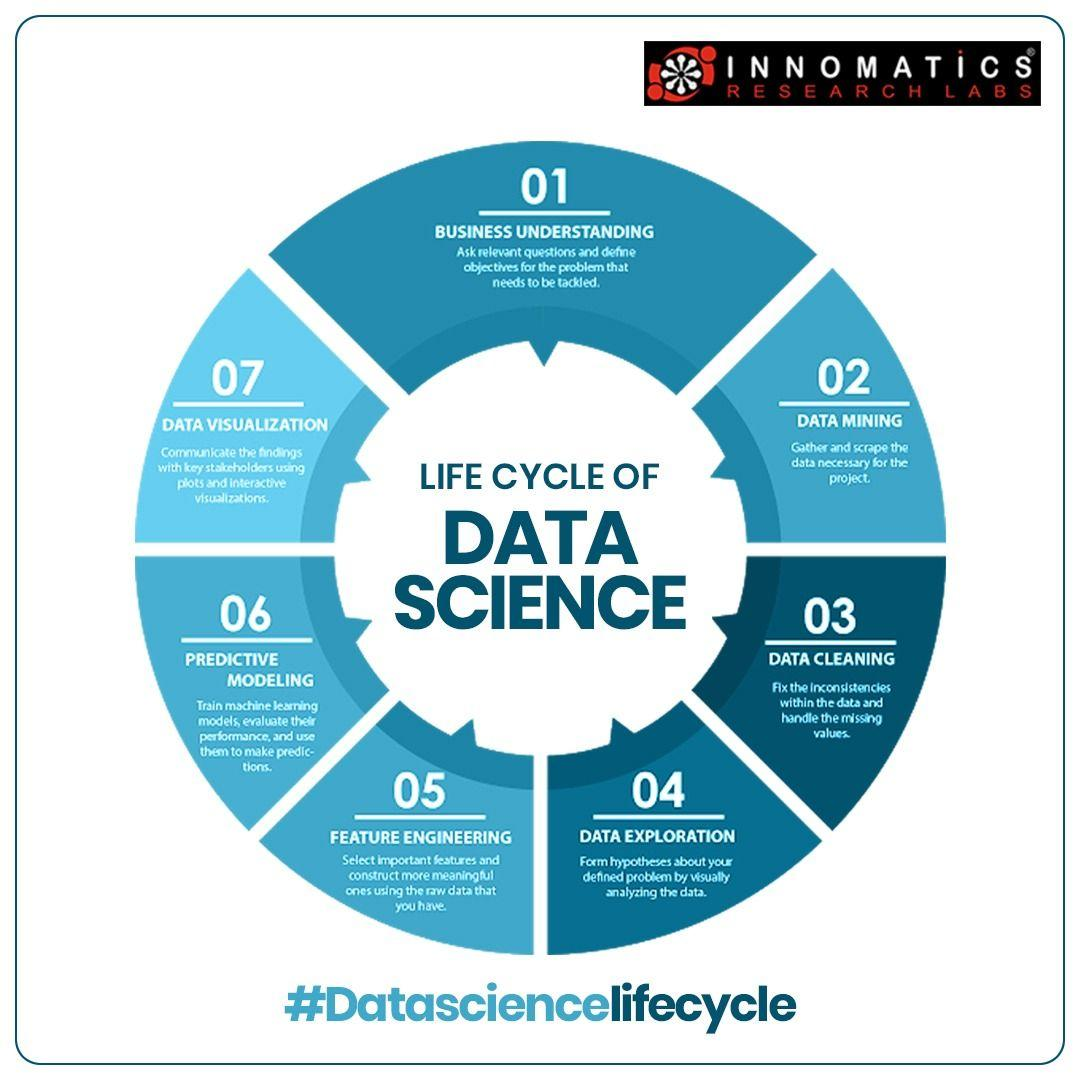 INNOMATICS®
RESEARCH LABS
01
BUSINESS UNDERSTANDING
Ask relevant questions and define
objectives for the problem that
needs to be tackled.
02
DATA MINING
Gather and scrape the
data necessary for the
project.
03
DATA CLEANING
Fix the inconsistencies
within the data and
handle the missing
values.
04
DATA EXPLORATION
Form hypotheses about your
defined problem by visually
analyzing the data.
05
FEATURE ENGINEERING
Select important features and
construct more meaningful
ones using the raw data that
you have.
06
PREDICTIVE
MODELING
Train machine learning
models, evaluate their
performance, and use
them to make predic-
tions.
07
DATA VISUALIZATION
Communicate the findings
with key stakeholders using
plots and interactive
visualizations.
LIFE CYCLE OF
DATA
SCIENCE
#Datasciencelifecycle